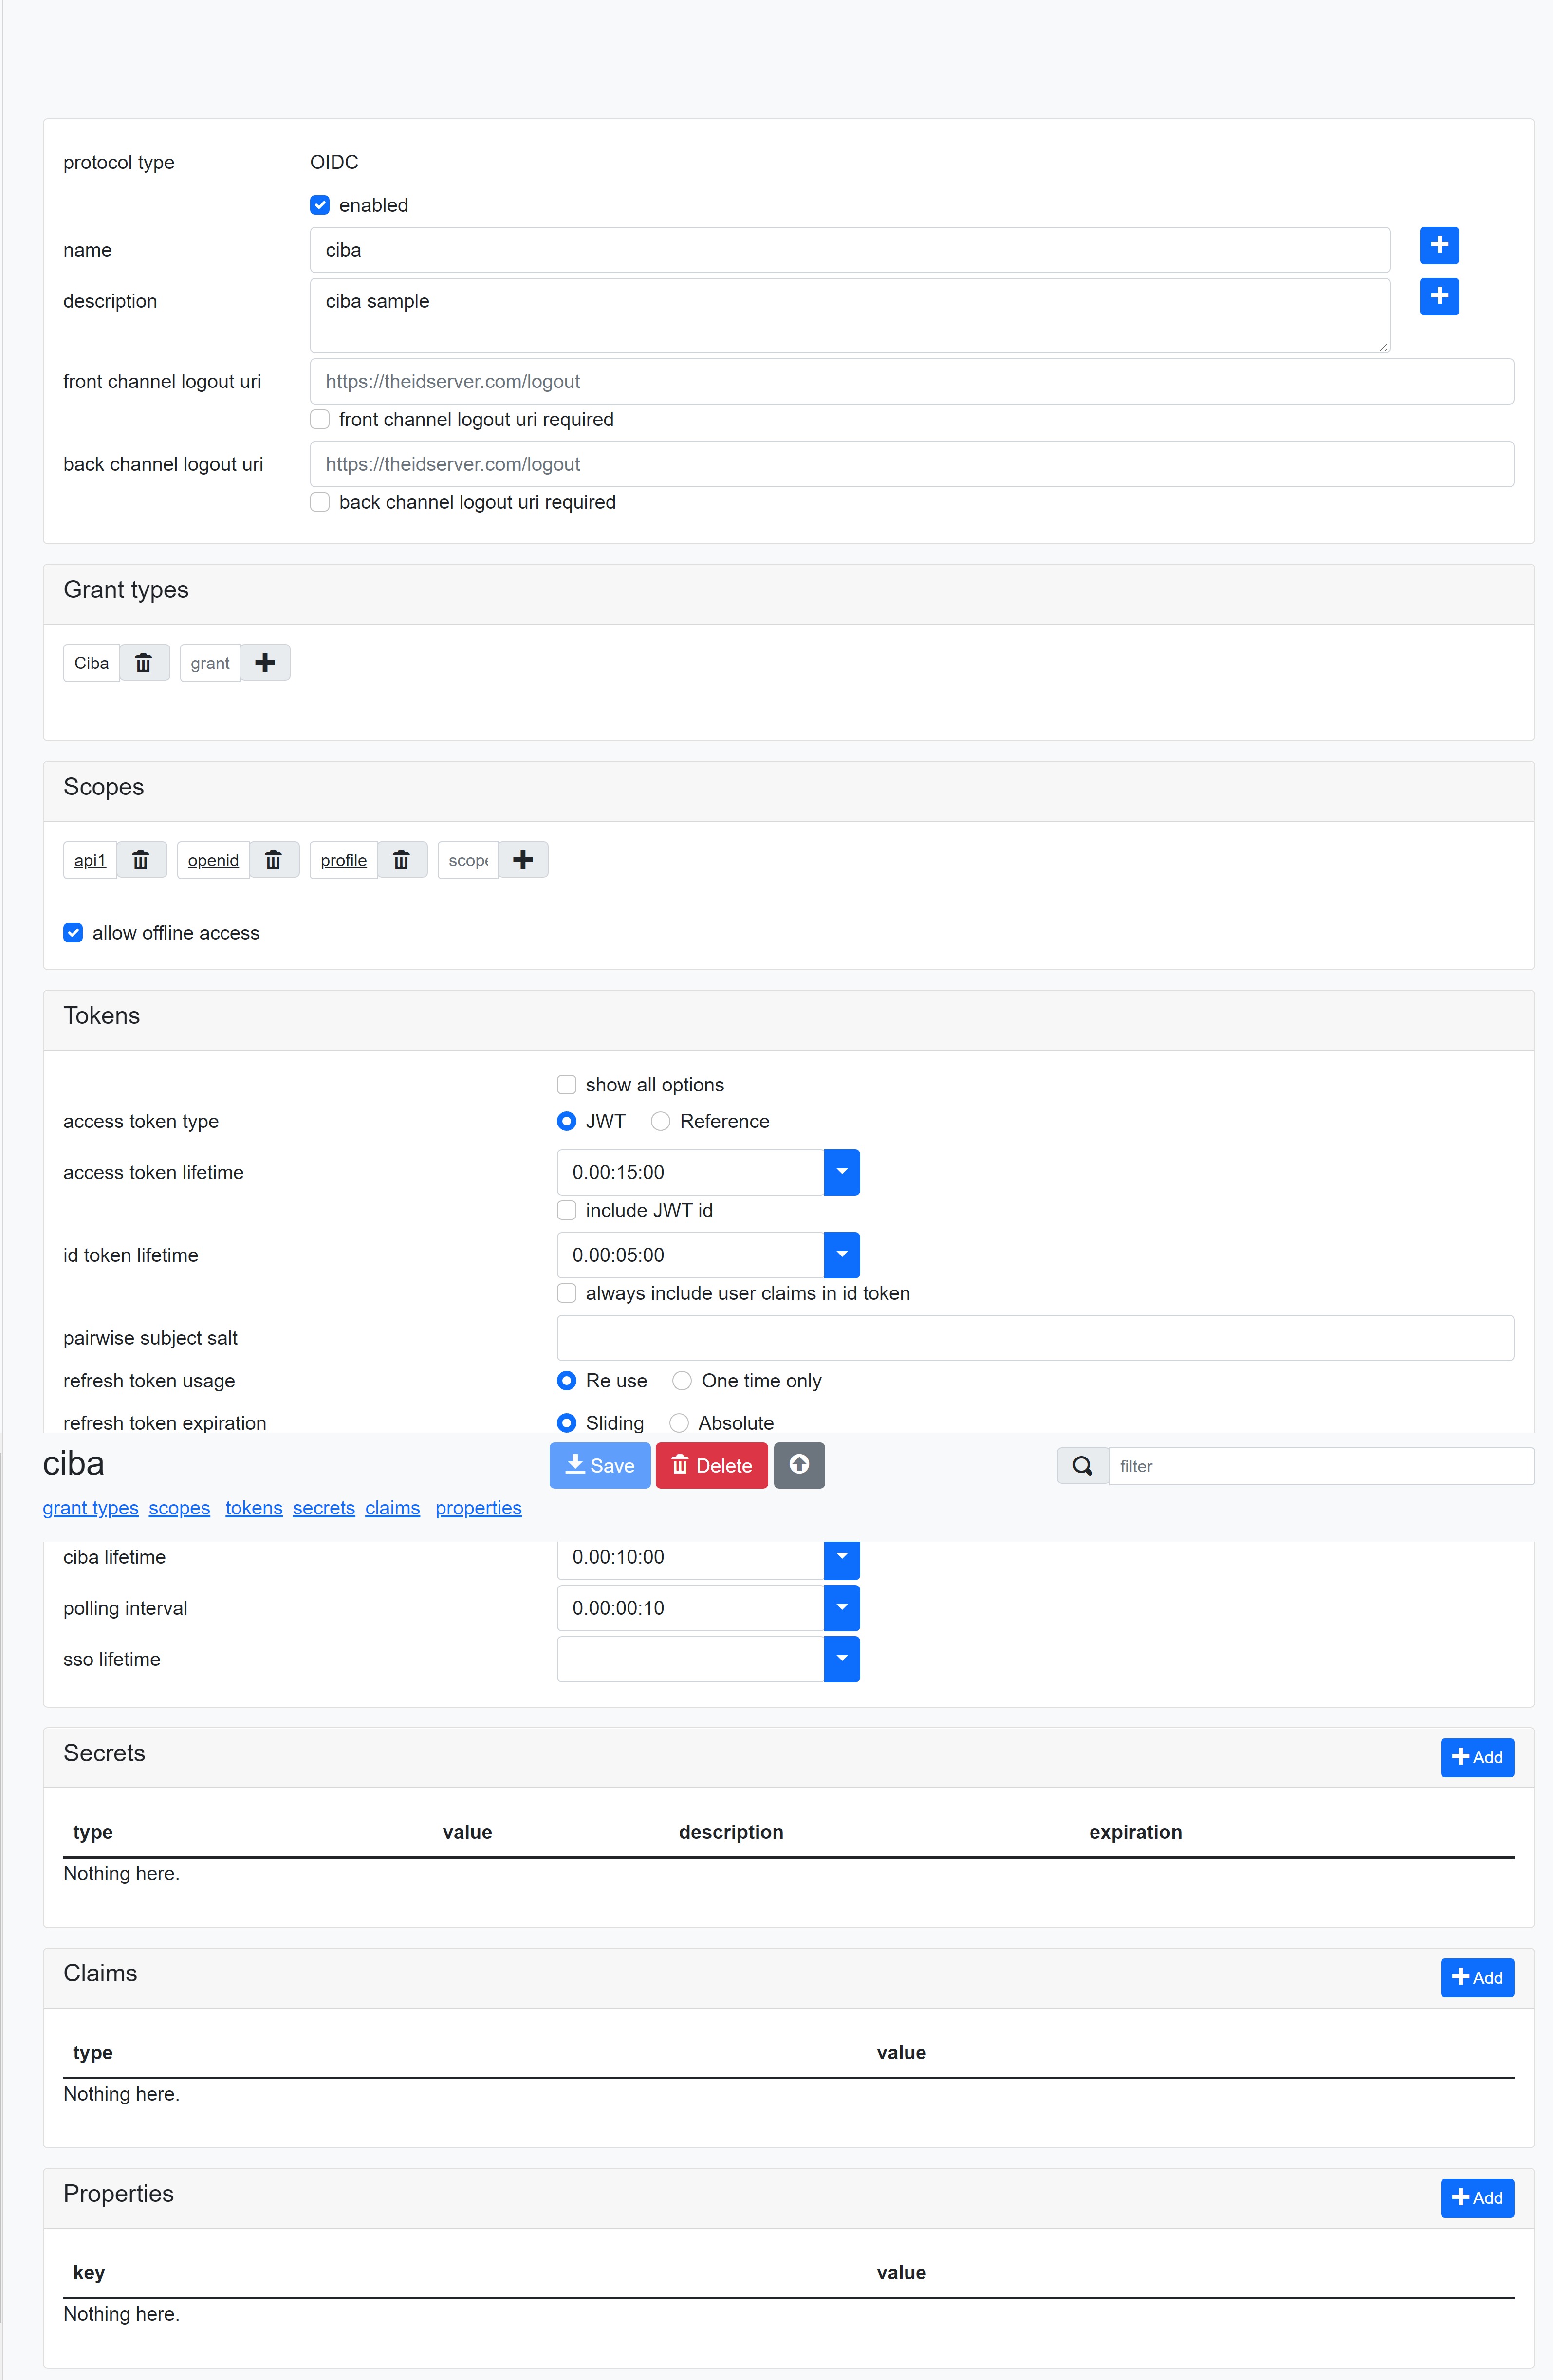 protocol type OIDC
enabled
name ciba
description ciba sample
front channel logout uri https://theidserver.com/logout
front channel logout uri required
back channel logout uri https://theidserver.com/logout
back channel logout uri required
Grant types
Ciba grant
Scopes
api1 openid profile scope
allow offline access
Tokens
show all options
access token type JWT Reference
access token lifetime 0.00:15:00
include JWT id
id token lifetime 0.00:05:00
always include user claims in id token
pairwise subject salt
refresh token usage Re use One time only
refresh token expiration Sliding Absolute
ciba Save Delete filter
grant types scopes tokens secrets claims properties
ciba lifetime 0.00:10:00
polling interval 0.00:00:10
sso lifetime
Secrets Add
type value description expiration
Nothing here.
Claims Add
type value
Nothing here.
Properties Add
key value
Nothing here.